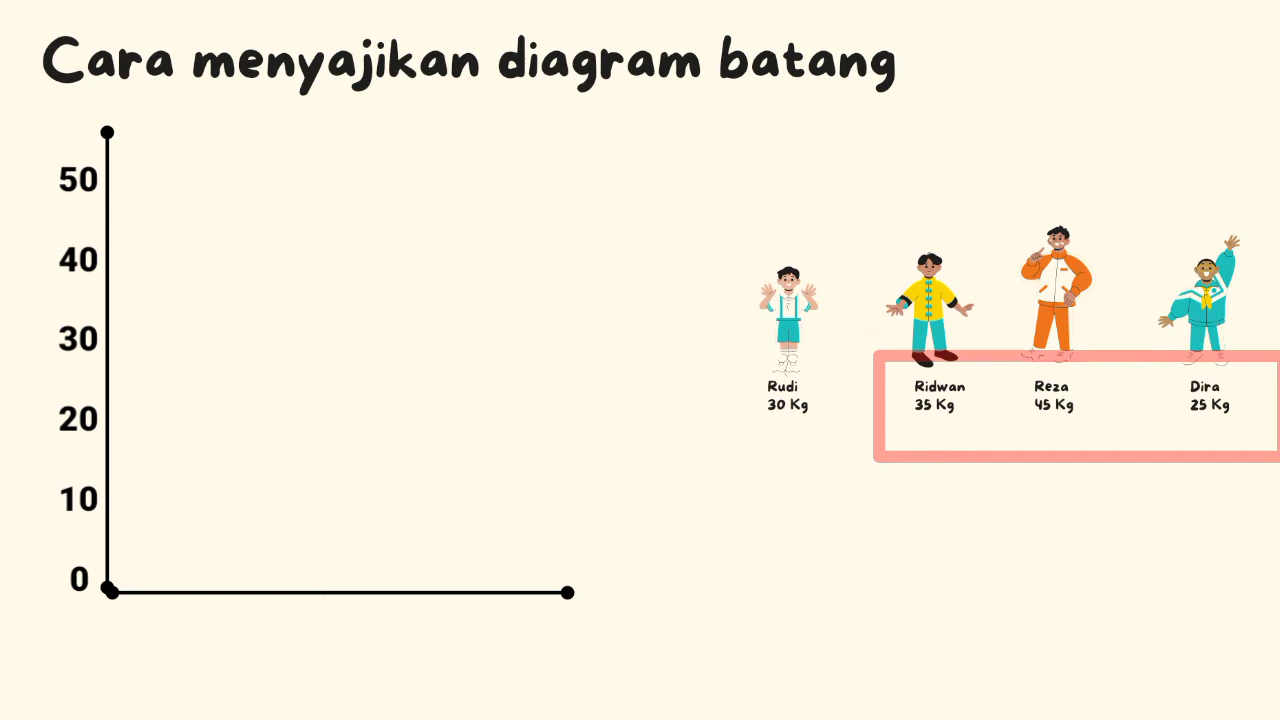 Cara menyajikan diagram batang
50
40
30
20
10
0
Rudi
30 Kg
Ridwan
35 Kg
Reza
45 Kg
Dira
25 Kg